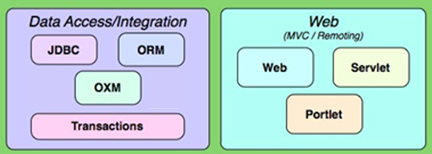 Data Access/Integration
JDBC
ORM
OXM
Transactions
Web
(MVC / Remoting)
Web
Servlet
Portlet